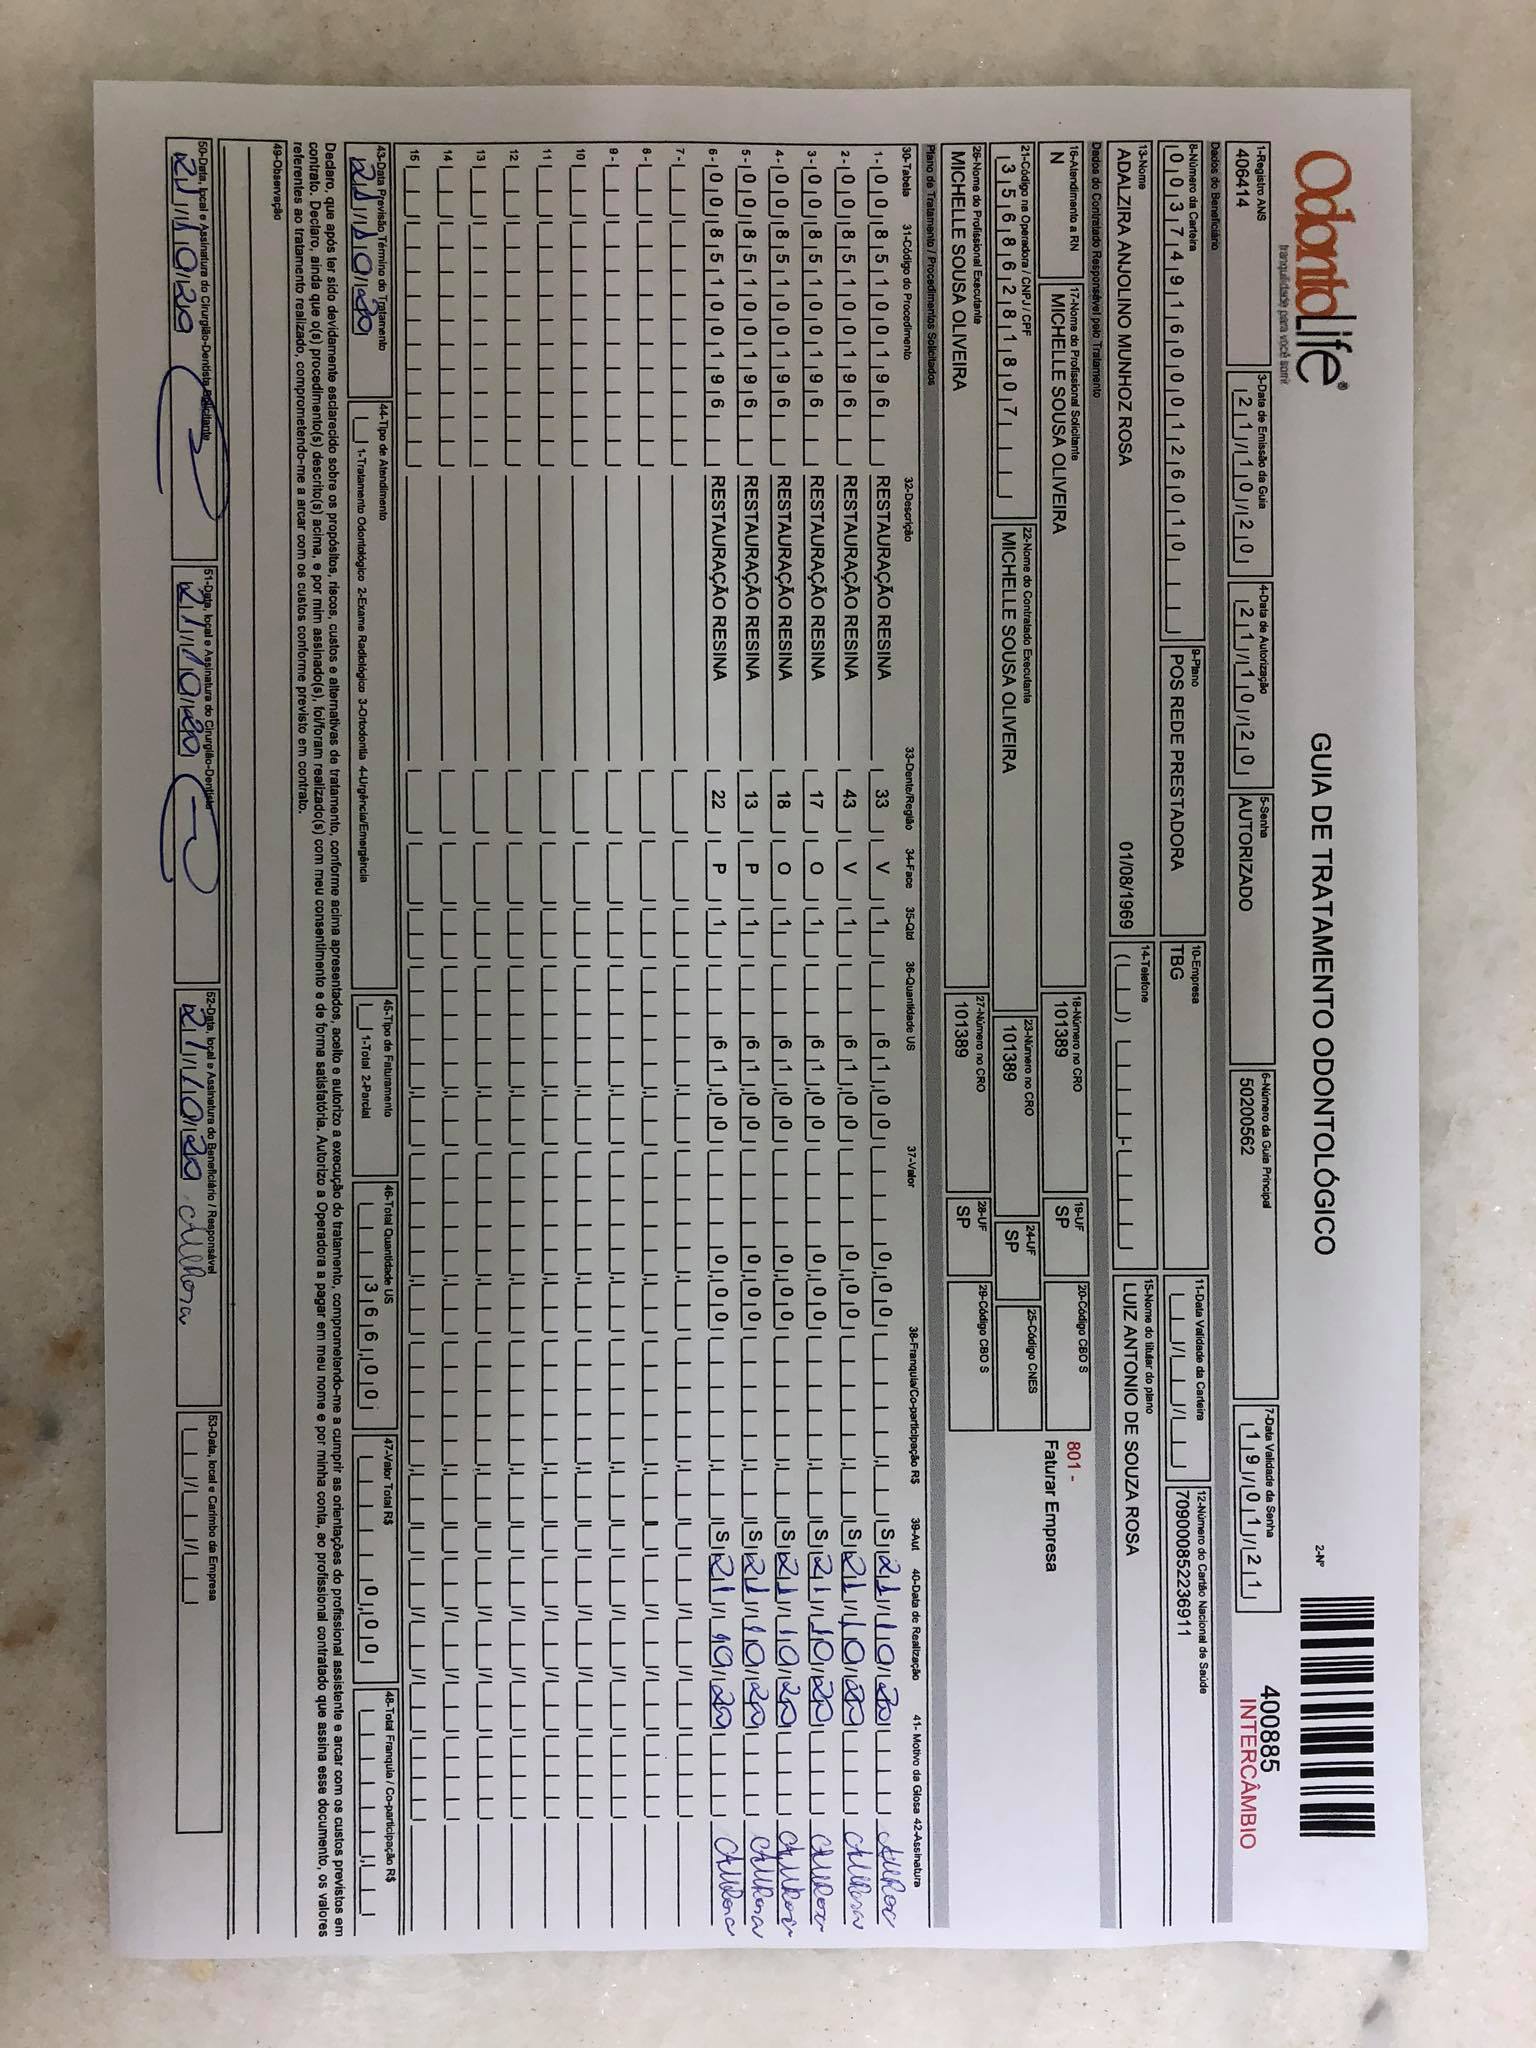 OdontoLife®
tranquilidade para você sorrir
GUIA DE TRATAMENTO ODONTOLÓGICO
2-Nº
400885
INTERCÂMBIO
1-Registro ANS
406414
3-Data de Emissão da Guia
21/10/20
4-Data de Autorização
21/10/20
5-Senha
AUTORIZADO
6-Número da Guia Principal
50200562
7-Data Validade da Senha
19/01/21
Dados do Beneficiário
8-Número da Carteira
00374916000126010
9-Plano
POS REDE PRESTADORA
10-Empresa
TBG
11-Data Validade da Carteira
12-Número do Cartão Nacional de Saúde
709000852236911
13-Nome
ADALZIRA ANJOLINO MUNHOZ ROSA
01/08/1969
14-Telefone
15-Nome do titular do plano
LUIZ ANTONIO DE SOUZA ROSA
Dados do Contratado Responsável pelo Tratamento
16-Atendimento a RN
N
17-Nome do Profissional Solicitante
MICHELLE SOUSA OLIVEIRA
18-Número no CRO
101389
19-UF
SP
20-Código CBO S
801 -
Faturar Empresa
21-Código na Operadora / CNPJ / CPF
35686281807
22-Nome do Contratado Executante
MICHELLE SOUSA OLIVEIRA
23-Número no CRO
101389
24-UF
SP
25-Código CNES
26-Nome do Profissional Executante
MICHELLE SOUSA OLIVEIRA
27-Número no CRO
101389
28-UF
SP
29-Código CBO S
Plano de Tratamento / Procedimentos Solicitados
30-Tabela 31-Código do Procedimento 32-Descrição 33-Dente/Região 34-Face 35-Qtd 36-Quantidade US 37-Valor 38-Franquia/Co-participação R$ 39-Aut 40-Data de Realização 41- Motivo da Glosa 42-Assinatura
1- 00 85100196 RESTAURAÇÃO RESINA 33 V 1 61,00 0,00 S 21/10/20
2- 00 85100196 RESTAURAÇÃO RESINA 43 V 1 61,00 0,00 S 21/10/20
3- 00 85100196 RESTAURAÇÃO RESINA 17 O 1 61,00 0,00 S 21/10/20
4- 00 85100196 RESTAURAÇÃO RESINA 18 O 1 61,00 0,00 S 21/10/20
5- 00 85100196 RESTAURAÇÃO RESINA 13 P 1 61,00 0,00 S 21/10/20
6- 00 85100196 RESTAURAÇÃO RESINA 22 P 1 61,00 0,00 S 21/10/20
7-
8-
9-
10
11
12
13
14
15
43-Data Previsão Término do Tratamento
21/10/20
44-Tipo de Atendimento
1-Tratamento Odontológico 2-Exame Radiológico 3-Ortodontia 4-Urgência/Emergência
45-Tipo de Faturamento
1-Total 2-Parcial
46-Total Quantidade US
366,00
47-Valor Total R$
0,00
48-Total Franquia / Co-participação R$
Declaro, que após ter sido devidamente esclarecido sobre os propósitos, riscos, custos e alternativas de tratamento, conforme acima apresentados, aceito e autorizo a execução do tratamento, comprometendo-me a cumprir as orientações do profissional assistente e arcar com os custos previstos em
contrato. Declaro, ainda que o(s) procedimento(s) descrito(s) acima, e por mim assinado(s), foi/foram realizado(s) com meu consentimento e de forma satisfatória. Autorizo a Operadora a pagar em meu nome e por minha conta, ao profissional contratado que assina esse documento, os valores
referentes ao tratamento realizado, comprometendo-me a arcar com os custos conforme previsto em contrato.
49-Observação
50-Data, local e Assinatura do Cirurgião-Dentista Solicitante
21/10/20
51-Data, local e Assinatura do Cirurgião-Dentista
21/10/20
52-Data, local e Assinatura do Beneficiário / Responsável
21/10/20
53-Data, local e Carimbo da Empresa